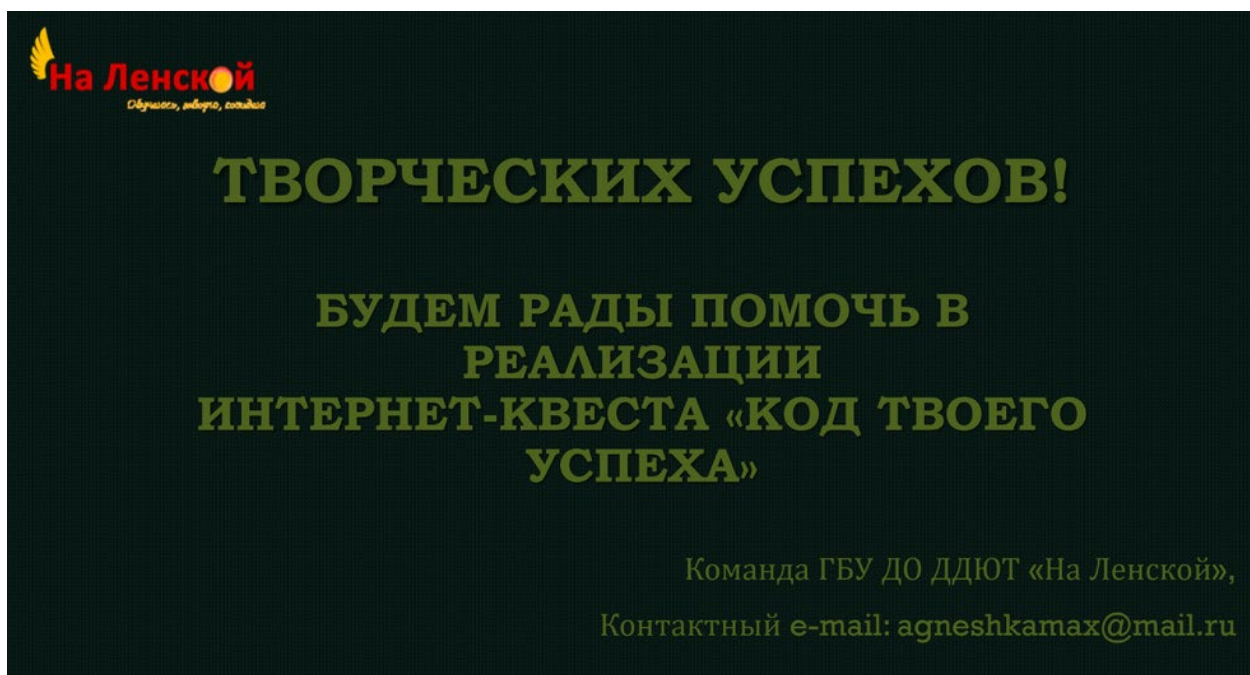 На Ленской
ТВОРЧЕСКИХ УСПЕХОВ!
БУДЕМ РАДЫ ПОМОЧЬ В
РЕАЛИЗАЦИИ
ИНТЕРНЕТ-КВЕСТА «КОД ТВОЕГО
УСПЕХА»
Команда ГБУ ДО ДДЮТ «На Ленской»,
Контактный e-mail: agneshkamax@mail.ru